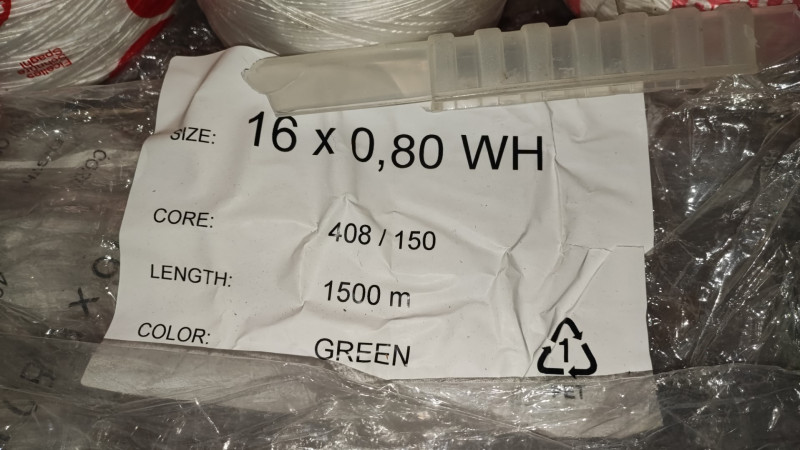 SIZE: 16 x 0,80 WH
CORE: 408 / 150
LENGTH: 1500 m
COLOR: GREEN
1
PET